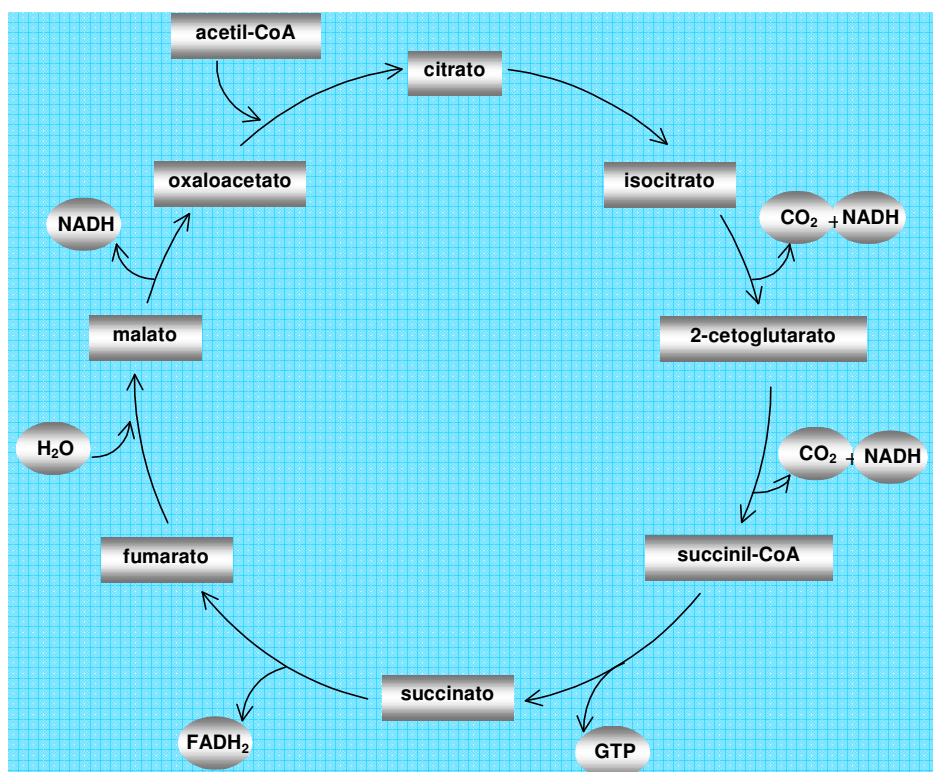 acetil-CoA
citrato
oxaloacetato
isocitrato
NADH
CO₂ + NADH
malato
2-cetoglutarato
H₂O
CO₂ + NADH
fumarato
succinil-CoA
succinato
FADH₂
GTP